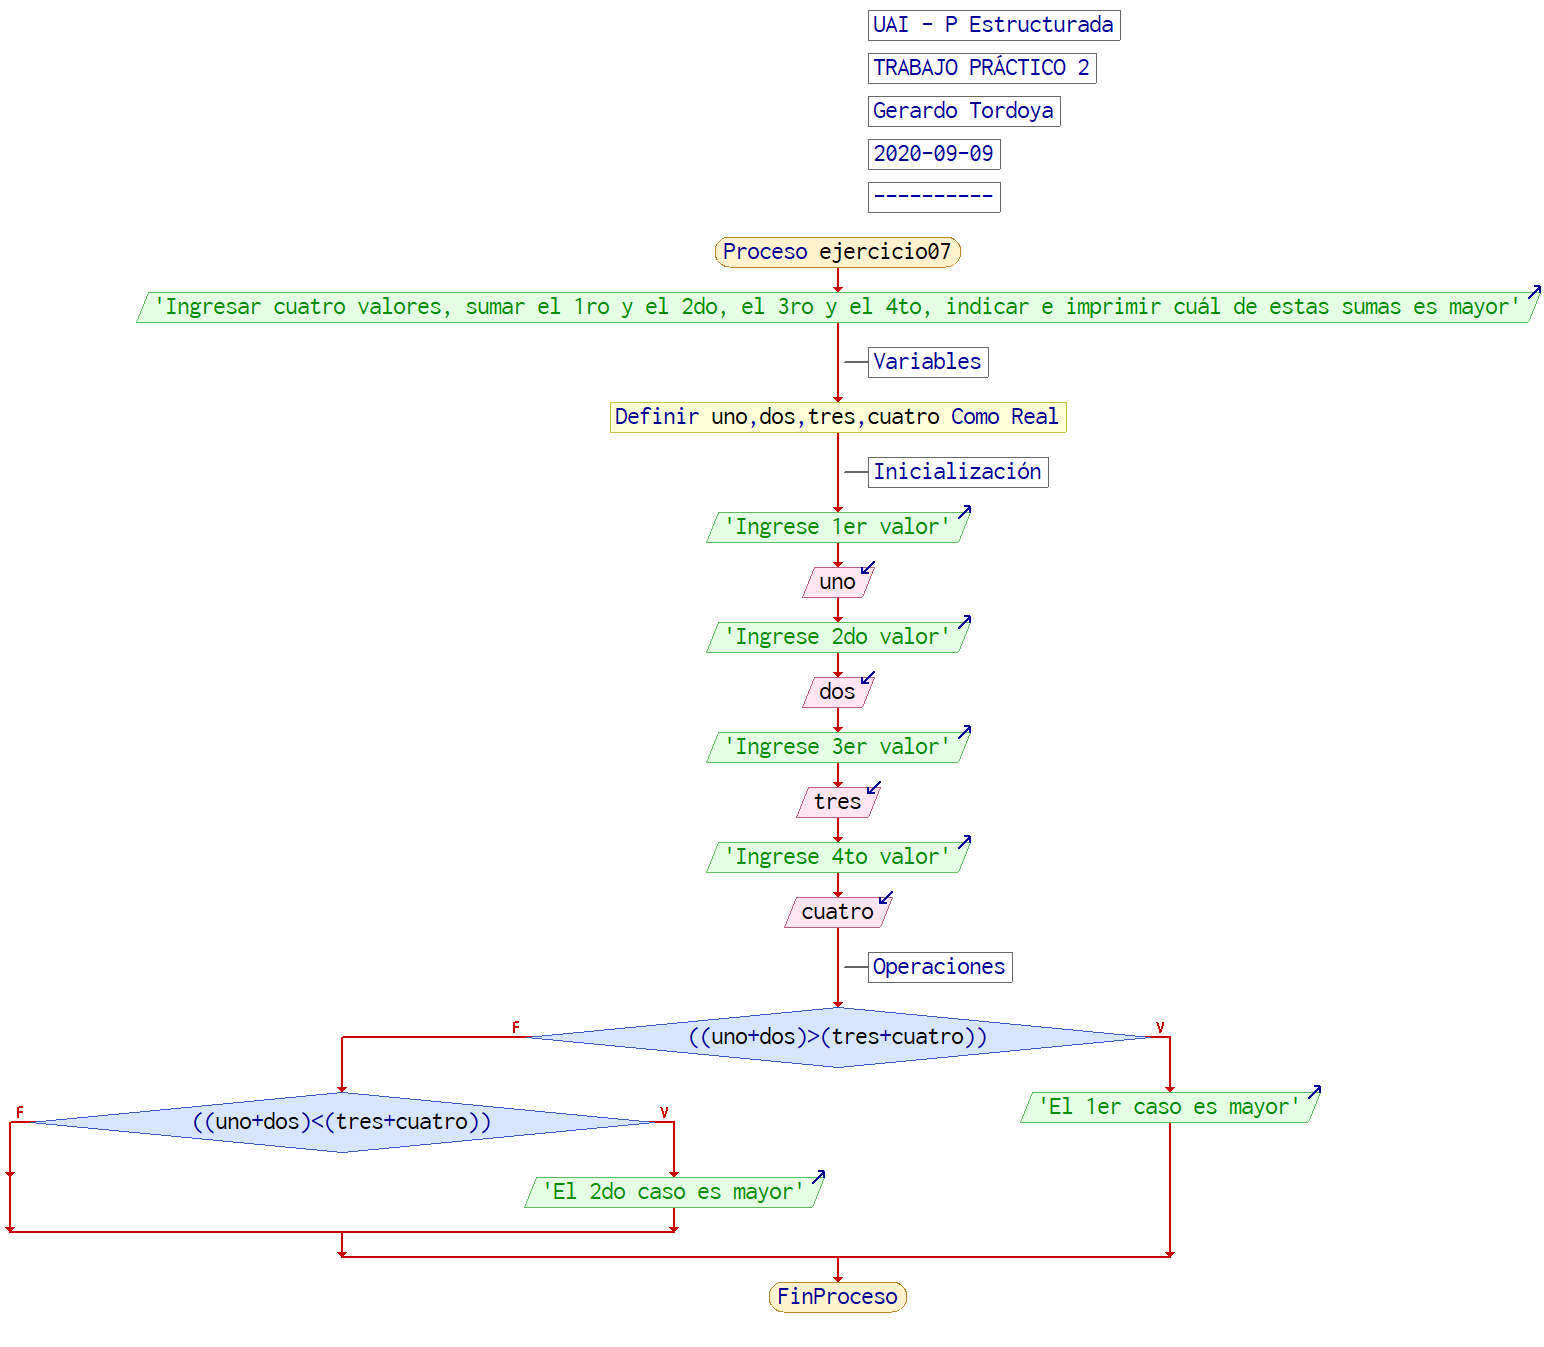 UAI - P Estructurada
TRABAJO PRÁCTICO 2
Gerardo Tordoya
2020-09-09
----------
Proceso ejercicio07
'Ingresar cuatro valores, sumar el 1ro y el 2do, el 3ro y el 4to, indicar e imprimir cuál de estas sumas es mayor'
Variables
Definir uno,dos,tres,cuatro Como Real
Inicialización
'Ingrese 1er valor'
uno
'Ingrese 2do valor'
dos
'Ingrese 3er valor'
tres
'Ingrese 4to valor'
cuatro
Operaciones
F
((uno+dos)>(tres+cuatro))
V
'El 1er caso es mayor'
F
((uno+dos)<(tres+cuatro))
V
'El 2do caso es mayor'
FinProceso